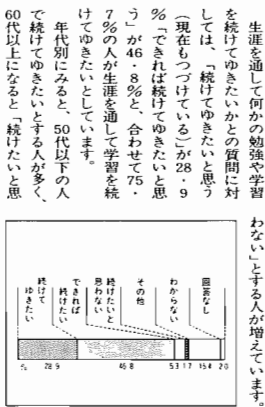 生涯を通して何かの勉強や学習
を続けてゆきたいかとの質問に対
しては、「続けてゆきたいと思う
(現在もつづけている)」が28・9
%「できれば続けてゆきたいと思
う」が46・8%と、合わせて75・
7%の人が生涯を通して学習を続
けてゆきたいとしています。
年代別にみると、50代以下の人
で続けてゆきたいとする人が多く、
60代以上になると「続けたいと思
わない」とする人が増えています。
回答なし
わからない
その他
続けたいと
思わない
できれば
続けたい
続けて
ゆきたい
% 28.9 46.8 5.3 1.7 15.4 2.0